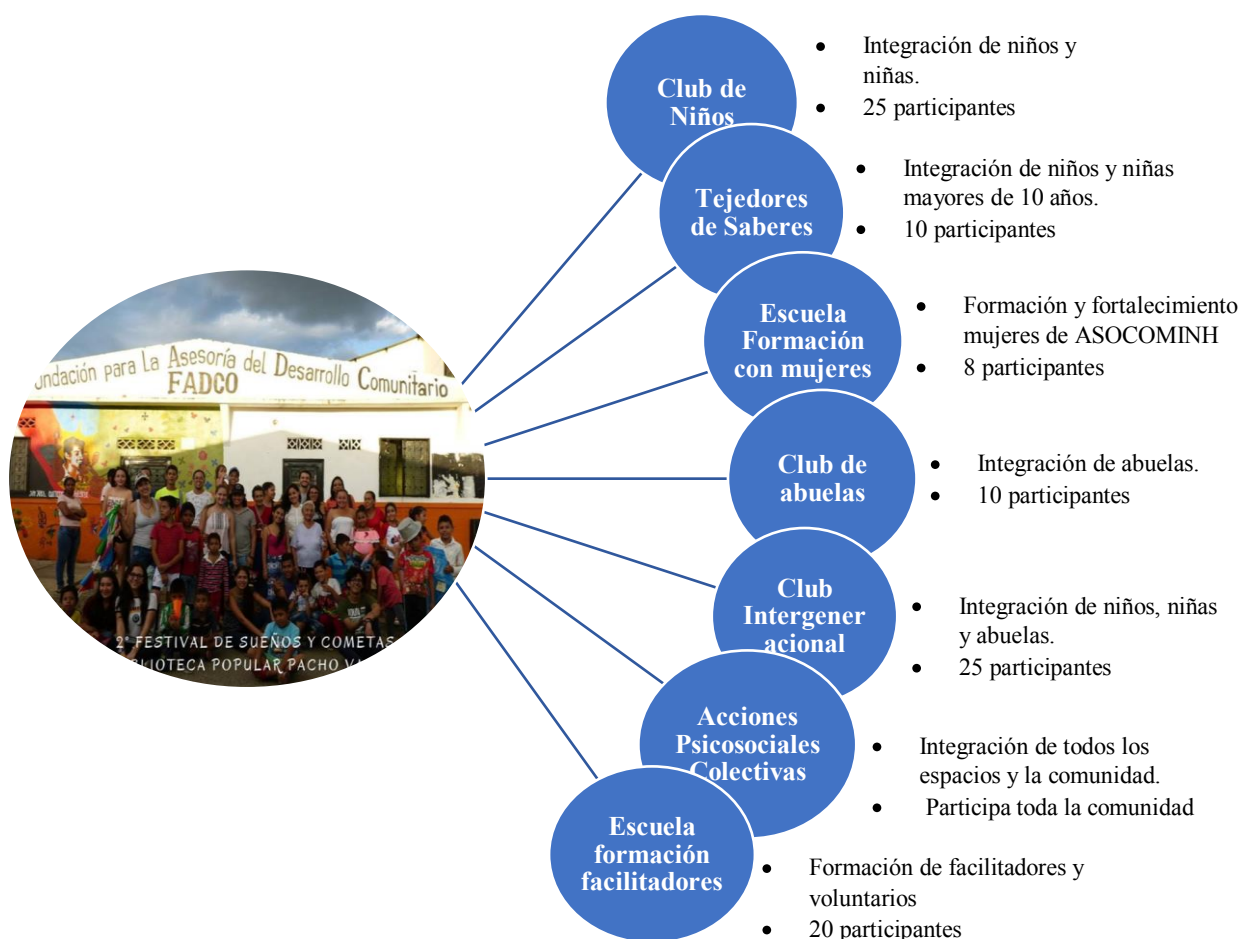 Club de
Niños
• Integración de niños y
niñas.
• 25 participantes
Tejedores
de Saberes
• Integración de niños y niñas
mayores de 10 años.
• 10 participantes
Escuela
Formación
con mujeres
• Formación y fortalecimiento
mujeres de ASOCOMINH
• 8 participantes
Club de
abuelas
• Integración de abuelas.
• 10 participantes
Club
Intergener
acional
• Integración de niños, niñas
y abuelas.
• 25 participantes
Acciones
Psicosociales
Colectivas
• Integración de todos los
espacios y la comunidad.
• Participa toda la comunidad
Escuela
formación
facilitadores
• Formación de facilitadores y
voluntarios
• 20 participantes
para La Asesoría del Desarrollo Comunitario
FADCO
2° FESTIVAL DE SUEÑOS Y COMETAS
POPULAR PACHO